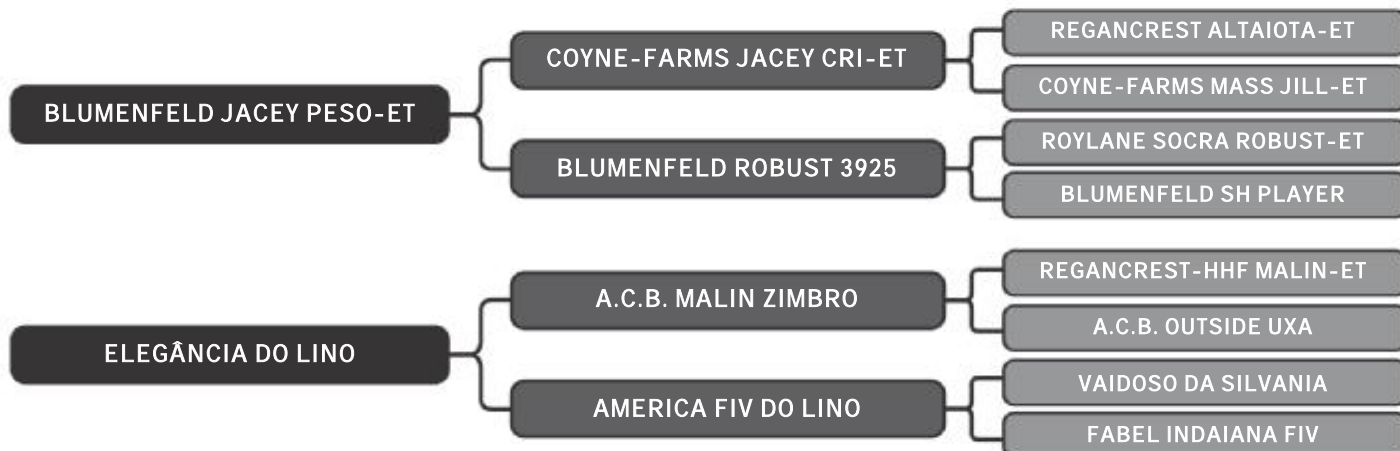 BLUMENFELD JACEY PESO-ET
COYNE-FARMS JACEY CRI-ET
REGANCREST ALTAIOTA-ET
COYNE-FARMS MASS JILL-ET
BLUMENFELD ROBUST 3925
ROYLANE SOCRA ROBUST-ET
BLUMENFELD SH PLAYER
ELEGÂNCIA DO LINO
A.C.B. MALIN ZIMBRO
REGANCREST-HHF MALIN-ET
A.C.B. OUTSIDE UXA
AMERICA FIV DO LINO
VAIDOSO DA SILVANIA
FABEL INDAIANA FIV